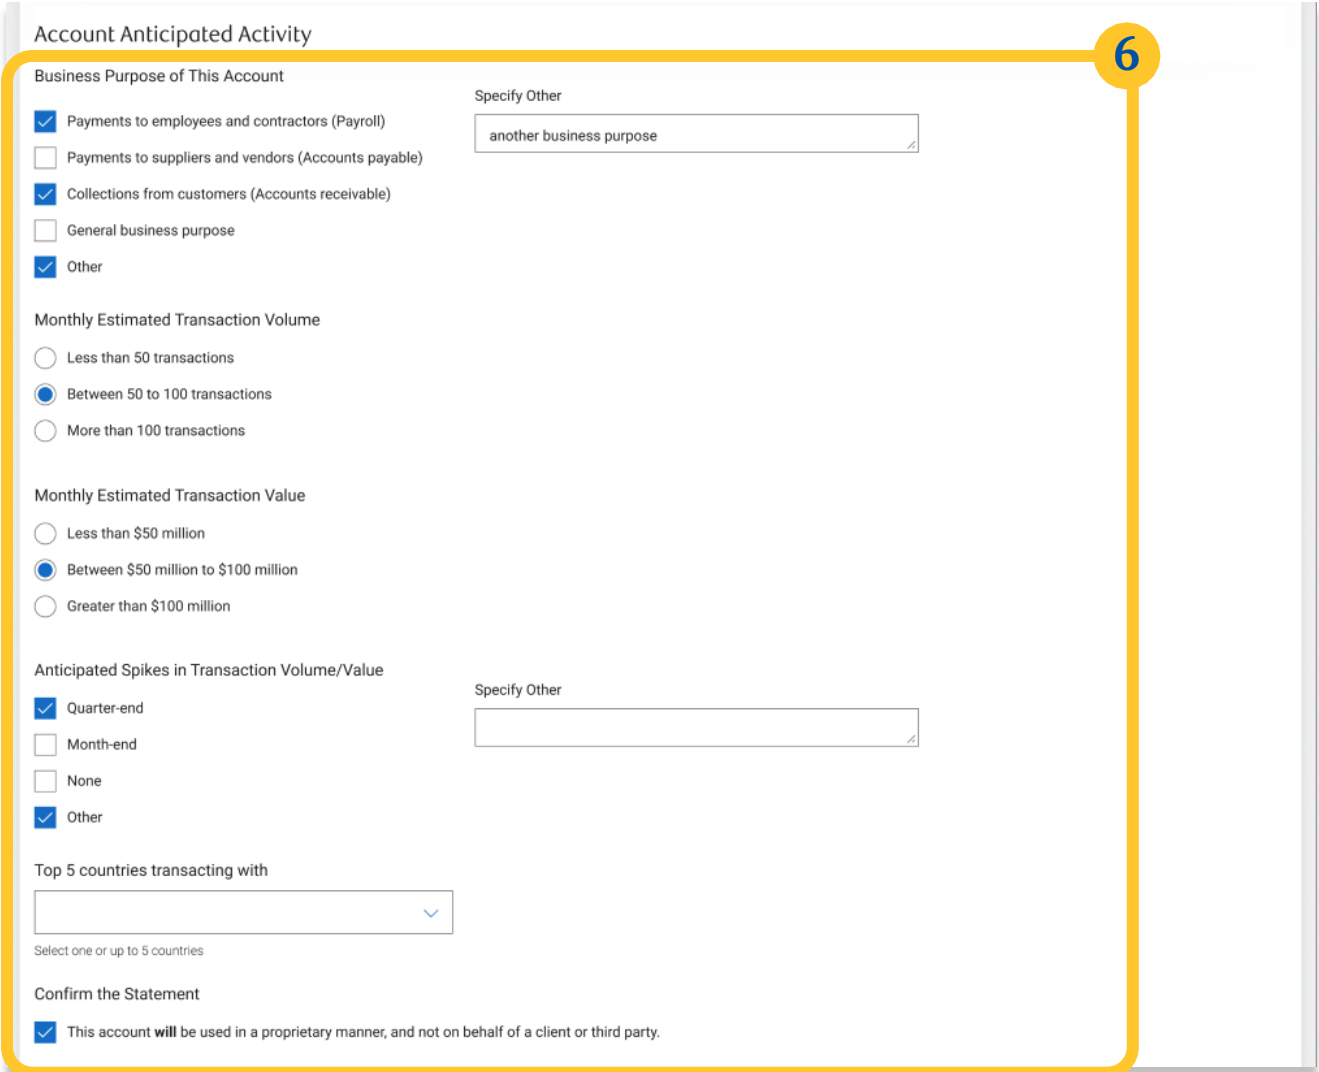 Account Anticipated Activity
6
Business Purpose of This Account
Specify Other
Payments to employees and contractors (Payroll)
another business purpose
Payments to suppliers and vendors (Accounts payable)
Collections from customers (Accounts receivable)
General business purpose
Other
Monthly Estimated Transaction Volume
Less than 50 transactions
Between 50 to 100 transactions
More than 100 transactions
Monthly Estimated Transaction Value
Less than $50 million
Between $50 million to $100 million
Greater than $100 million
Anticipated Spikes in Transaction Volume/Value
Specify Other
Quarter-end
Month-end
None
Other
Top 5 countries transacting with
Select one or up to 5 countries
Confirm the Statement
This account will be used in a proprietary manner, and not on behalf of a client or third party.